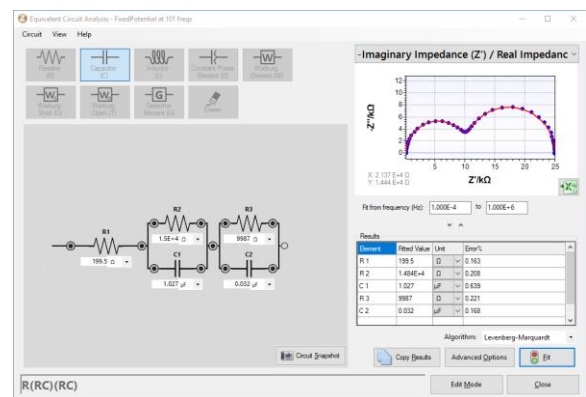 Equivalent Circuit Analysis - FixedPotential at 101 freqs
Circuit View Help
Resistor (R)
Capacitor (C)
Inductor (L)
Constant Phase Element (Q)
Warburg Element (W)
Warburg Short (O)
Warburg Open (T)
Gerischer Element (G)
Eraser
-Imaginary Impedance (Z') / Real Impedanc
-Z''/kΩ
12
10
8
6
4
2
0
5 10 15 20 25
X: 2.137 E+4 Ω
Y: 1.444 E+4 Ω
Z'/kΩ
Fit from frequency (Hz): 1.000E-4 to 1.000E+6
R1
199.5 Ω
R2
1.5E+4 Ω
C1
1.027 µF
R3
9987 Ω
C2
0.032 µF
Results
Element Fitted Value Unit Error%
R 1 199.5 Ω 0.163
R 2 1.484E+4 Ω 0.208
C 1 1.027 µF 0.639
R 3 9987 Ω 0.221
C 2 0.032 µF 0.168
Algorithm: Levenberg-Marquardt
Circuit Snapshot
Copy Results
Advanced Options
Fit
R(RC)(RC)
Edit Mode
Close